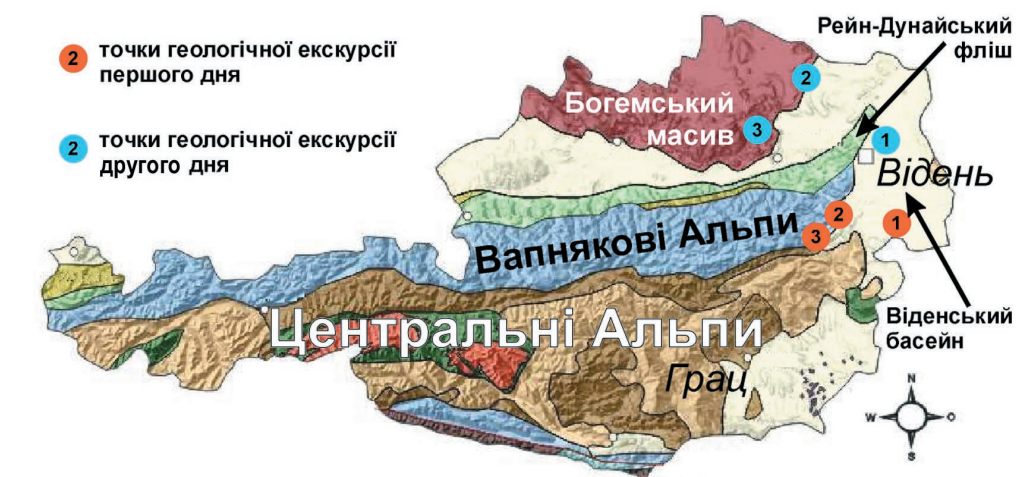 2 точки геологічної екскурсії
першого дня
2 точки геологічної екскурсії
другого дня
Рейн-Дунайський
фліш
Богемський
масив
2
3
1
Відень
Вапнякові Альпи
2
3
1
Віденський
басейн
Центральні Альпи
Грац
N
W O
S